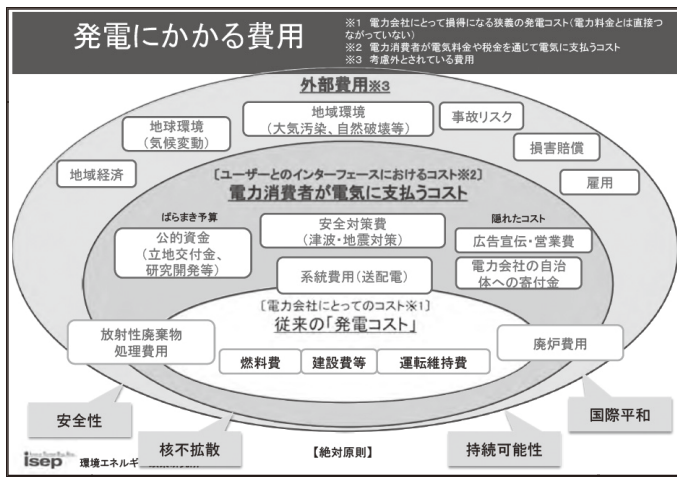 発電にかかる費用
※1 電力会社にとって損得になる狭義の発電コスト(電力料金とは直接つ
ながっていない)
※2 電力消費者が電気料金や税金を通じて電気に支払うコスト
※3 考慮外とされている費用
外部費用※3
地域環境
(大気汚染、自然破壊等)
事故リスク
地球環境
(気候変動)
損害賠償
地域経済
雇用
〔ユーザーとのインターフェースにおけるコスト※2〕
電力消費者が電気に支払うコスト
ばらまき予算
公的資金
(立地交付金、
研究開発等)
安全対策費
(津波・地震対策)
隠れたコスト
広告宣伝・営業費
系統費用(送配電)
電力会社の自治
体への寄付金
〔電力会社にとってのコスト※1〕
従来の「発電コスト」
放射性廃棄物
処理費用
燃料費
建設費等
運転維持費
廃炉費用
安全性
核不拡散
【絶対原則】
持続可能性
国際平和
isep
環境エネルギ